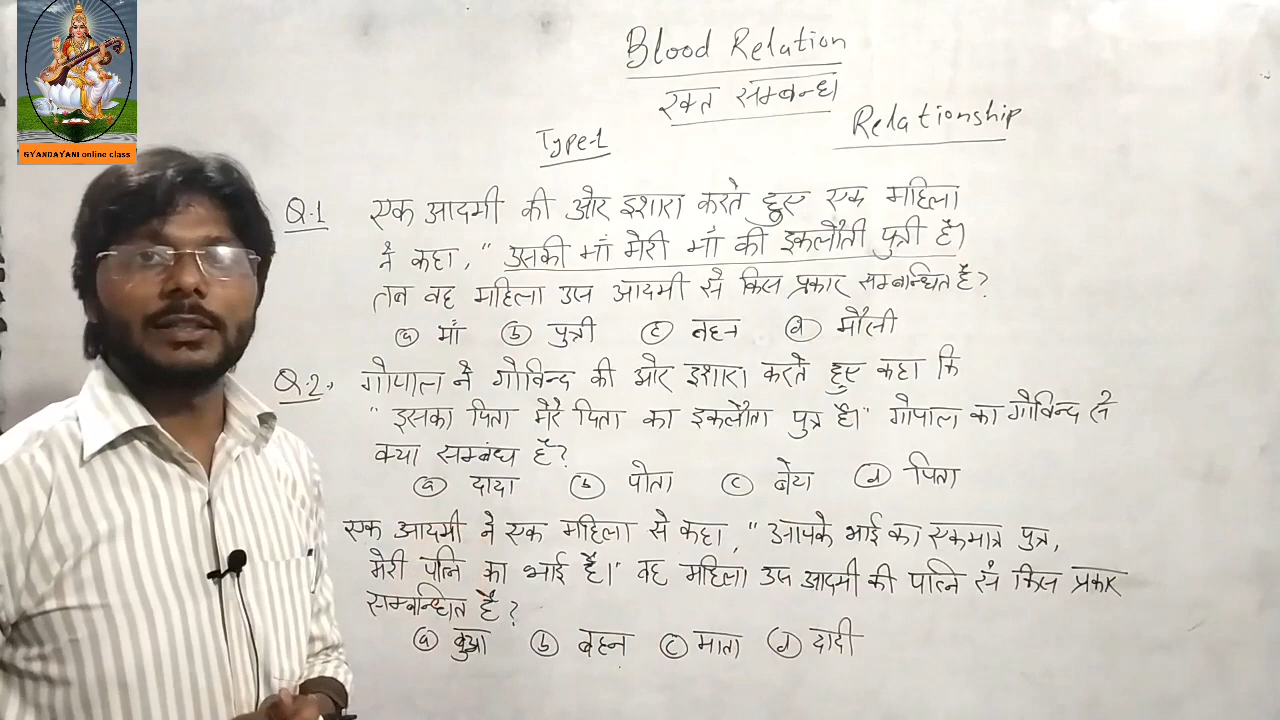 GYANDAYANI online class
Blood Relation
रक्त सम्बन्ध
Relationship
Type-1
Q.1 एक आदमी की ओर इशारा करते हुए एक महिला
ने कहा, " उसकी माँ मेरी माँ की इकलौती पुत्री है।
तब वह महिला उस आदमी से किस प्रकार सम्बन्धित है?
(a) माँ (b) पुत्री (c) बहन (d) मौसी
Q.2. गोपाल ने गोविन्द की ओर इशारा करते हुए कहा कि
" इसका पिता मेरे पिता का इकलौता पुत्र है।" गोपाल का गोविन्द से
क्या सम्बंध है?
(a) दादा (b) पोता (c) बेटा (d) पिता
एक आदमी ने एक महिला से कहा, " आपके भाई का एकमात्र पुत्र,
मेरी पत्नि का भाई है।" वह महिला उस आदमी की पत्नि से किस प्रकार
सम्बन्धित है?
(a) बुआ (b) बहन (c) माता (d) दादी